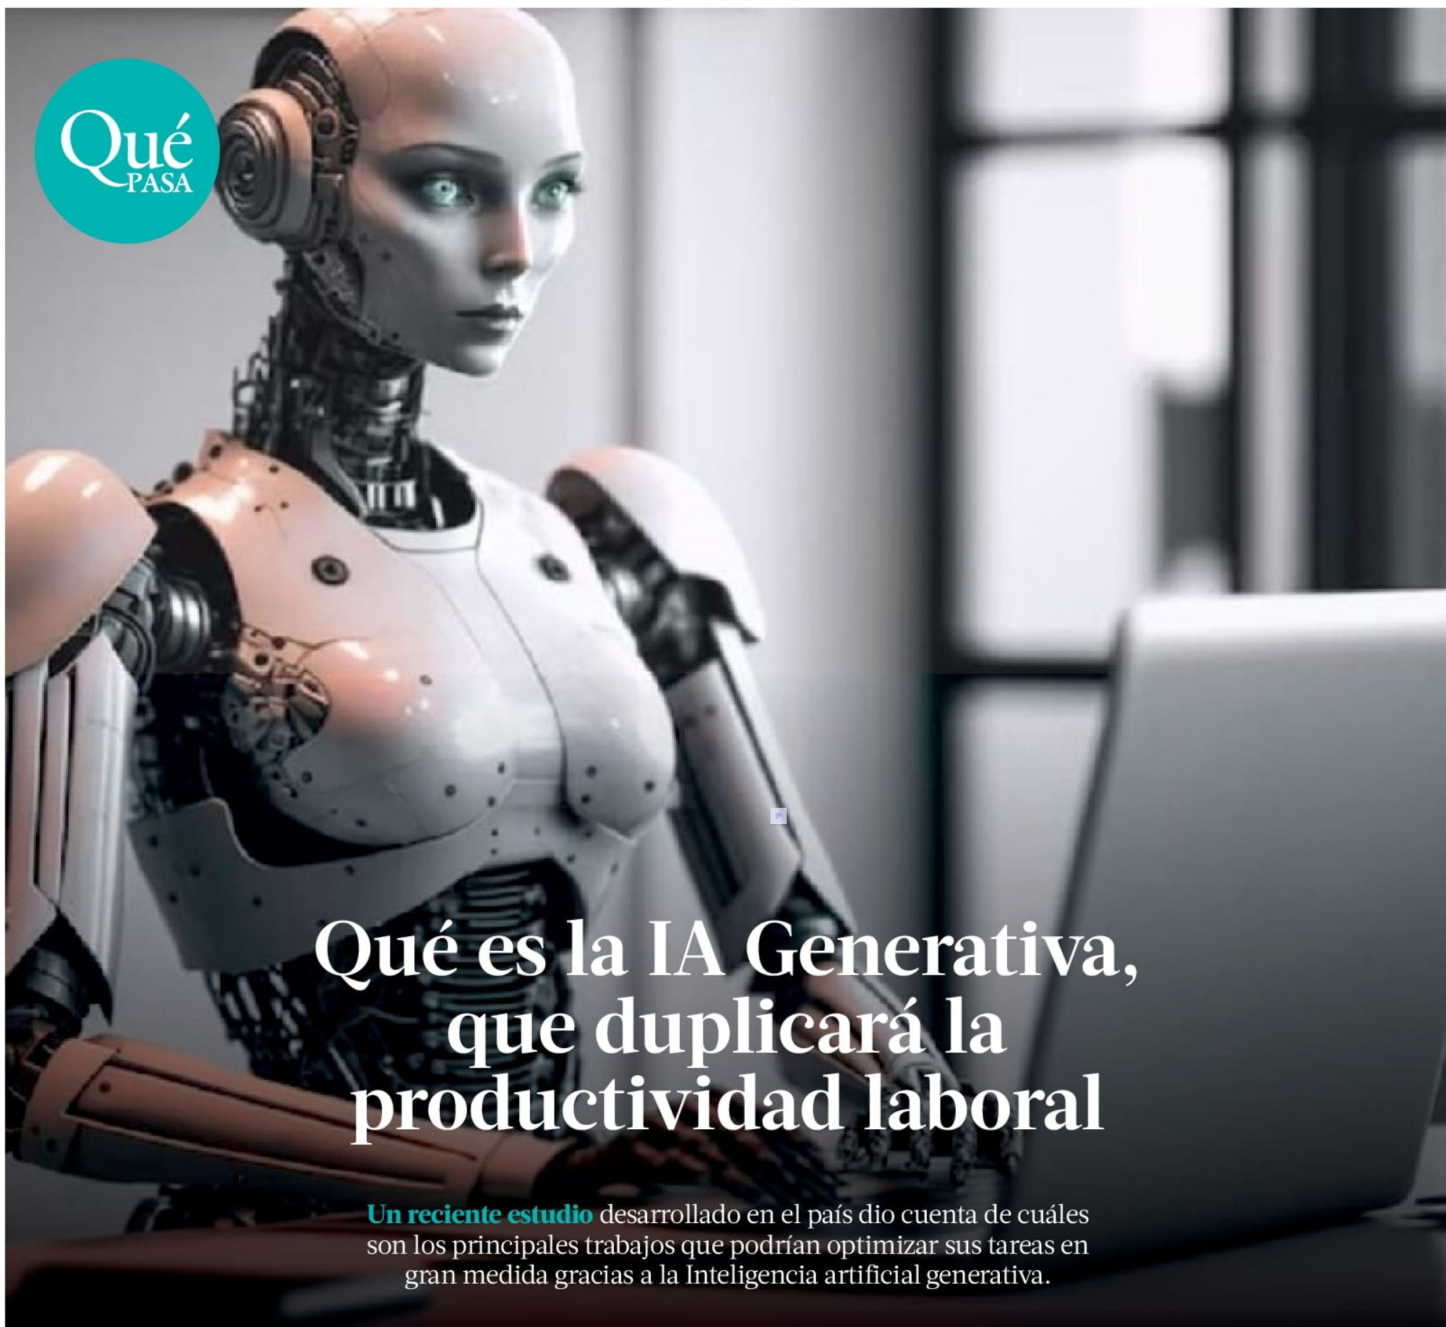 Qué
PASA
Qué es la IA Generativa,
que duplicará la
productividad laboral
Un reciente estudio desarrollado en el país dio cuenta de cuáles
son los principales trabajos que podrían optimizar sus tareas en
gran medida gracias a la Inteligencia artificial generativa.